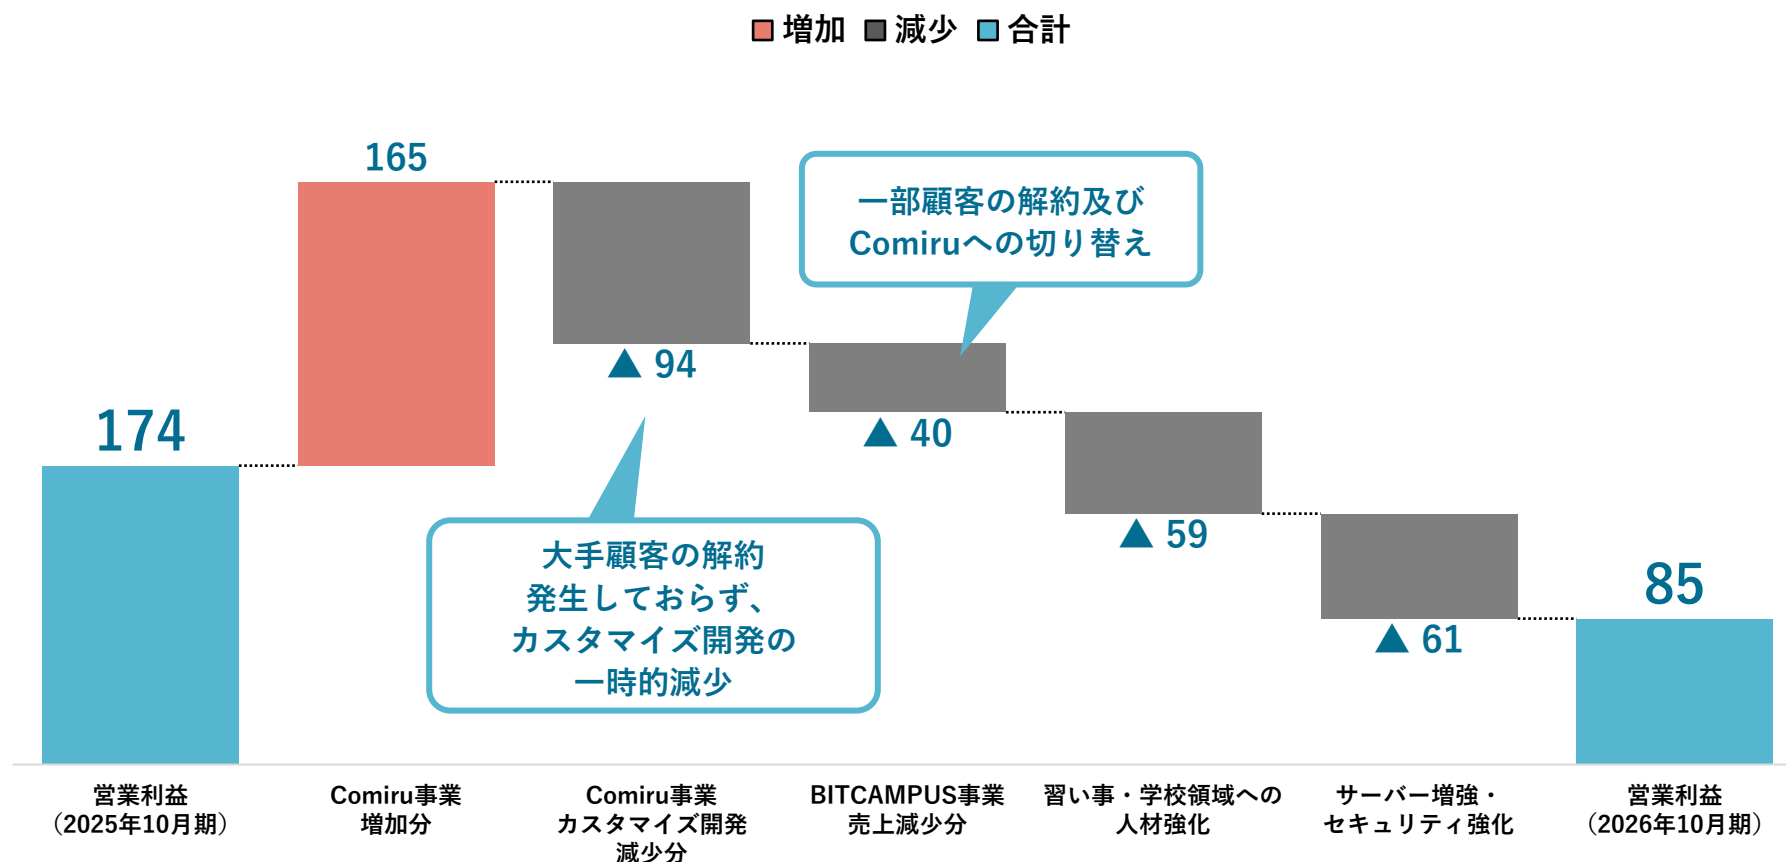 増加 減少 合計
165
一部顧客の解約及び
Comiruへの切り替え
▲ 94
174
▲ 40
大手顧客の解約
発生しておらず、
カスタマイズ開発の
一時的減少
▲ 59
85
▲ 61
営業利益
（2025年10月期）
Comiru事業
増加分
Comiru事業
カスタマイズ開発
減少分
BITCAMPUS事業
売上減少分
習い事・学校領域への
人材強化
サーバー増強・
セキュリティ強化
営業利益
（2026年10月期）